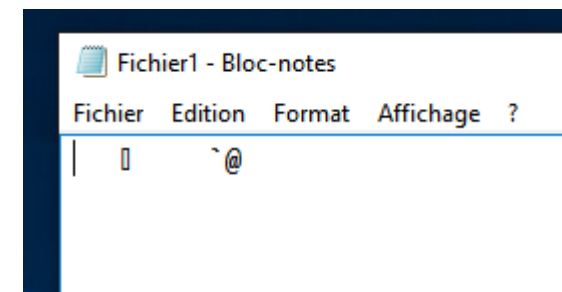 Fichier1 - Bloc-notes
Fichier Edition Format Affichage ?
▯ `@